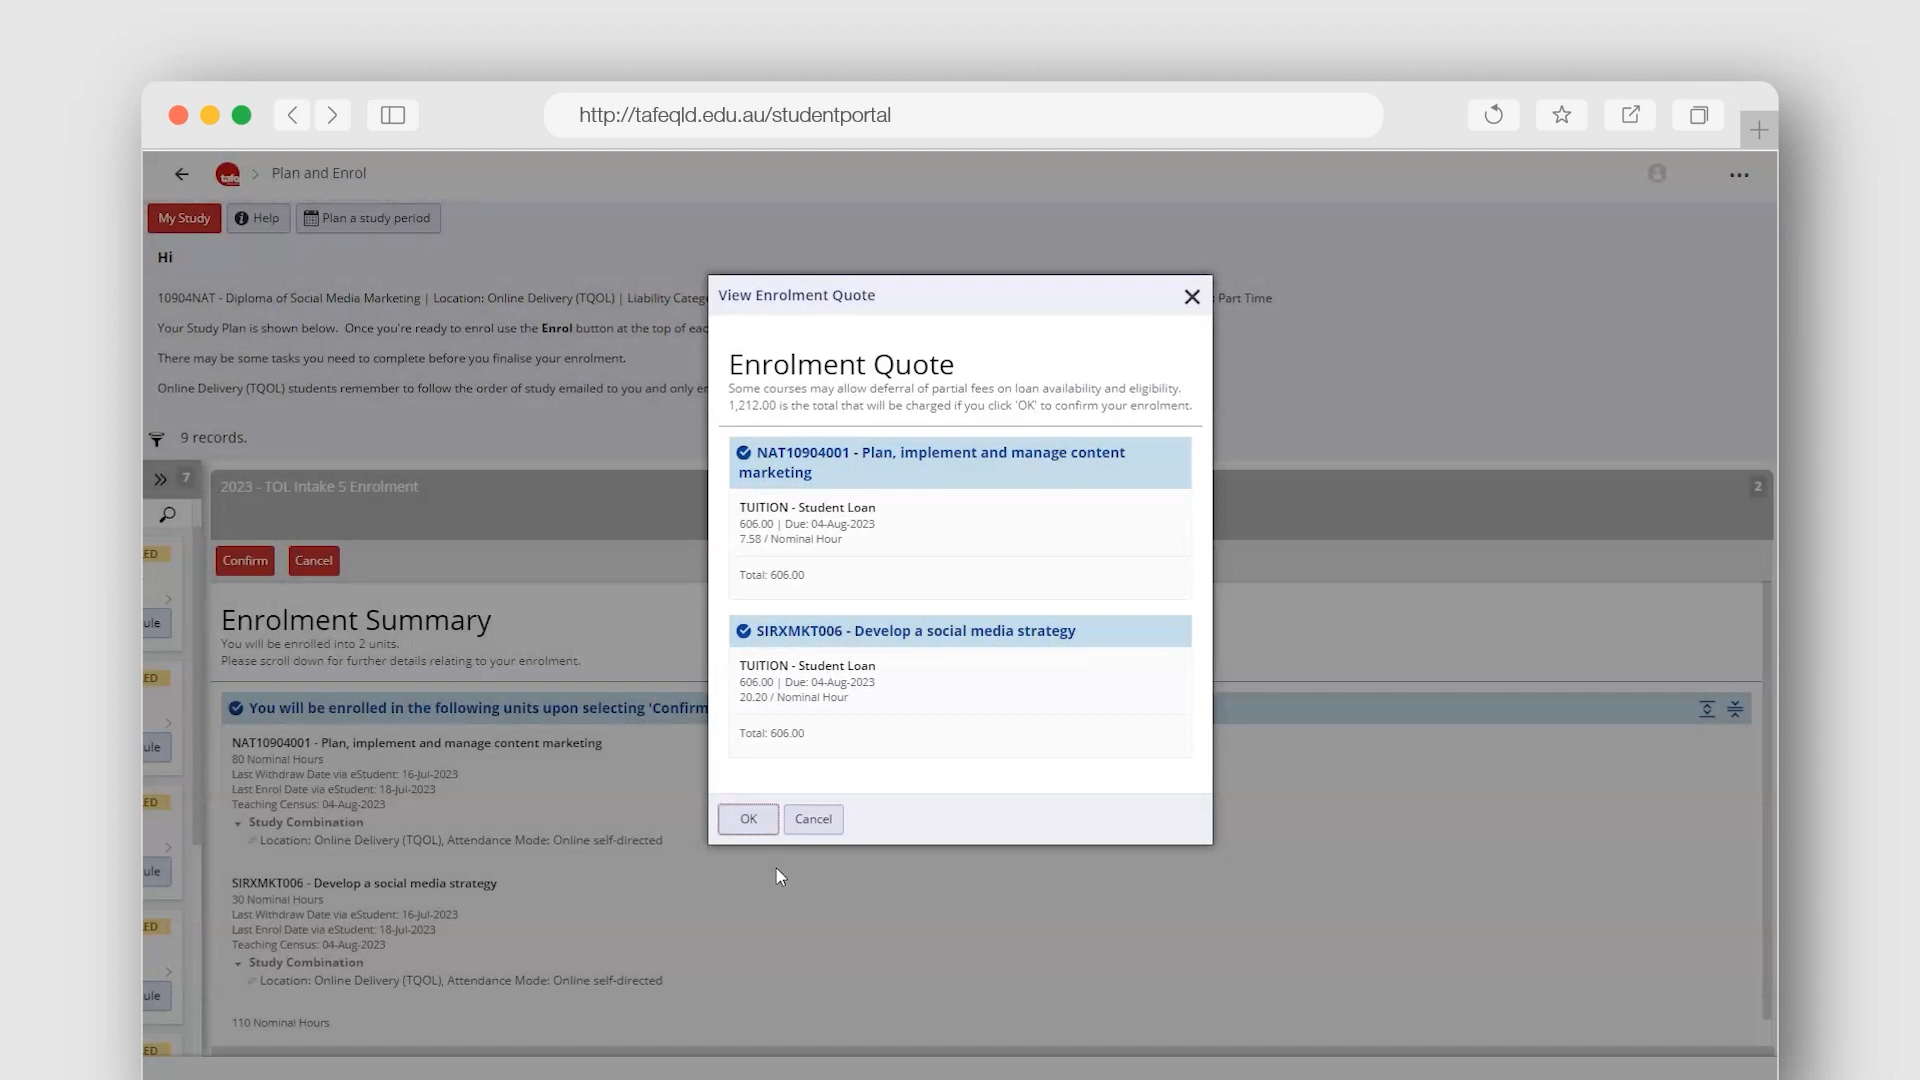 http://tafeqld.edu.au/studentportal
tafe
Plan and Enrol
My Study
Help
Plan a study period
Hi
10904NAT - Diploma of Social Media Marketing | Location: Online Delivery (TQOL) | Liability Catego
Part Time
Your Study Plan is shown below. Once you're ready to enrol use the Enrol button at the top of eac
There may be some tasks you need to complete before you finalise your enrolment.
Online Delivery (TQOL) students remember to follow the order of study emailed to you and only en
9 records.
7
2023 - TOL Intake 5 Enrolment
2
Confirm
Cancel
Enrolment Summary
You will be enrolled into 2 units.
Please scroll down for further details relating to your enrolment.
You will be enrolled in the following units upon selecting 'Confirm
NAT10904001 - Plan, implement and manage content marketing
80 Nominal Hours
Last Withdraw Date via eStudent: 16-Jul-2023
Last Enrol Date via eStudent: 18-Jul-2023
Teaching Census: 04-Aug-2023
Study Combination
Location: Online Delivery (TQOL), Attendance Mode: Online self-directed
SIRXMKT006 - Develop a social media strategy
30 Nominal Hours
Last Withdraw Date via eStudent: 16-Jul-2023
Last Enrol Date via eStudent: 18-Jul-2023
Teaching Census: 04-Aug-2023
Study Combination
Location: Online Delivery (TQOL), Attendance Mode: Online self-directed
110 Nominal Hours
ED
ule
ED
ule
ED
ule
ED
ule
ED
View Enrolment Quote
Enrolment Quote
Some courses may allow deferral of partial fees on loan availability and eligibility.
1,212.00 is the total that will be charged if you click 'OK' to confirm your enrolment.
NAT10904001 - Plan, implement and manage content
marketing
TUITION - Student Loan
606.00 | Due: 04-Aug-2023
7.58 / Nominal Hour
Total: 606.00
SIRXMKT006 - Develop a social media strategy
TUITION - Student Loan
606.00 | Due: 04-Aug-2023
20.20 / Nominal Hour
Total: 606.00
OK
Cancel